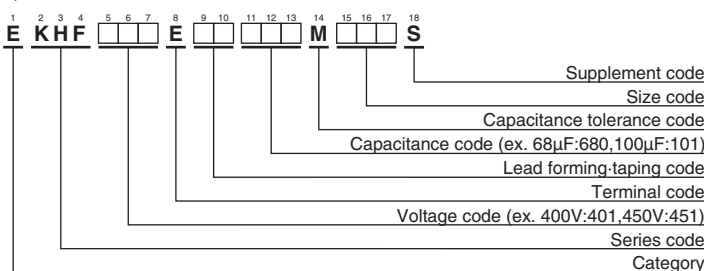 1 2 3 4 5 6 7 8 9 10 11 12 13 14 15 16 17 18
E KHF E M S
Supplement code
Size code
Capacitance tolerance code
Capacitance code (ex. 68μF:680,100μF:101)
Lead forming·taping code
Terminal code
Voltage code (ex. 400V:401,450V:451)
Series code
Category